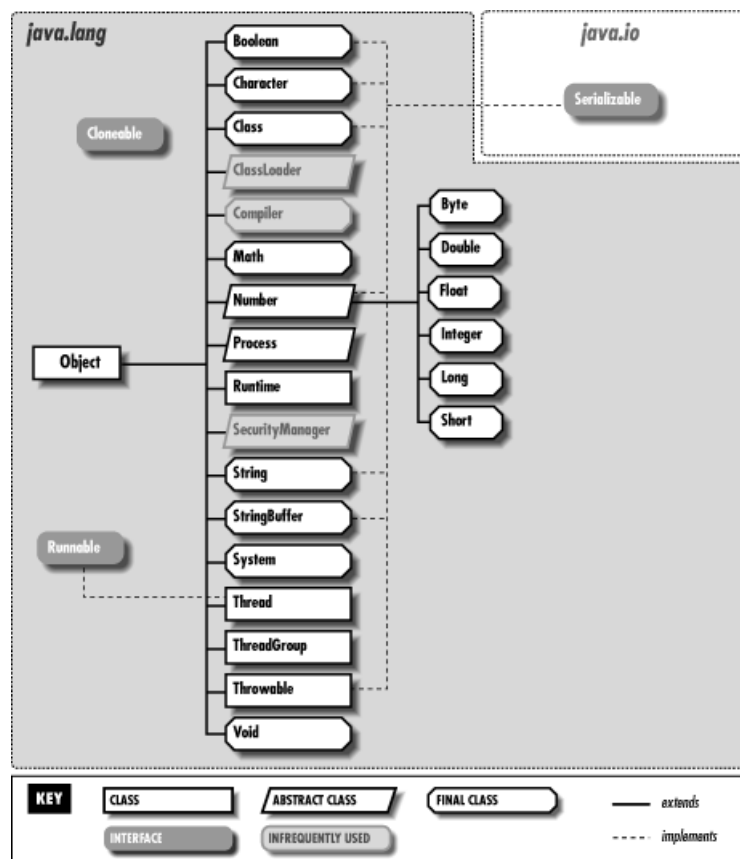 java.lang
java.io
Boolean
Character
Class
ClassLoader
Compiler
Math
Number
Process
Runtime
SecurityManager
String
StringBuffer
System
Thread
ThreadGroup
Throwable
Void
Cloneable
Object
Runnable
Serializable
Byte
Double
Float
Integer
Long
Short
KEY
CLASS
ABSTRACT CLASS
FINAL CLASS
extends
INTERFACE
INFREQUENTLY USED
implements